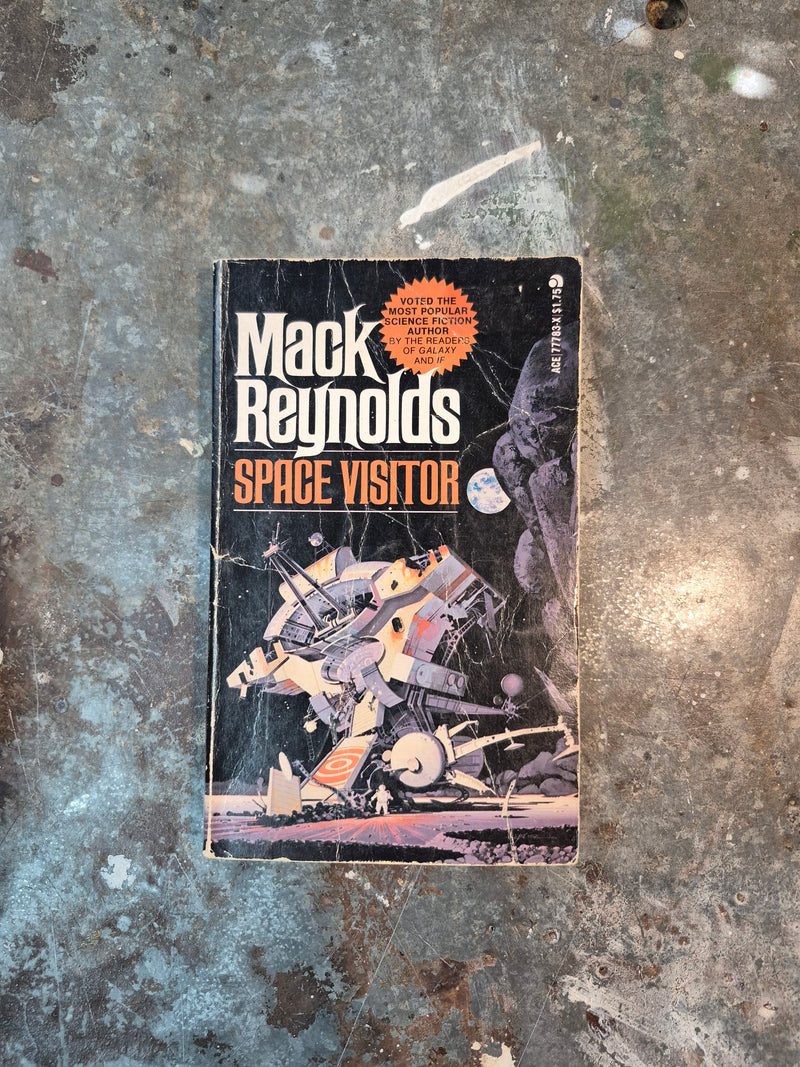 VOTED THE
MOST POPULAR
SCIENCE FICTION
AUTHOR
BY THE READERS
OF GALAXY
AND IF
ACE|77783-X|$1.75
Mack
Reynolds
SPACE VISITOR